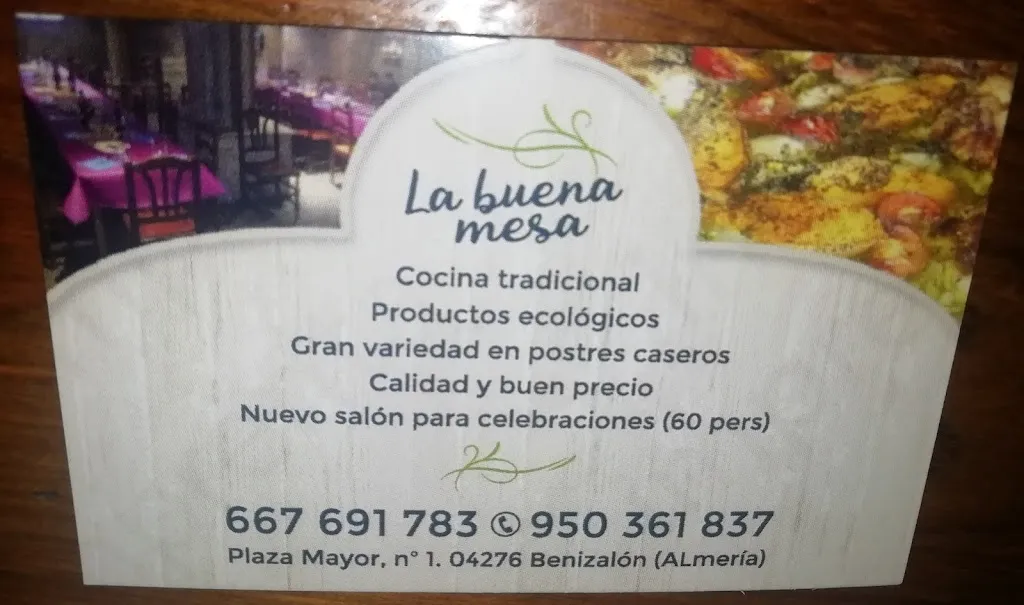 La buena
mesa
Cocina tradicional
Productos ecológicos
Gran variedad en postres caseros
Calidad y buen precio
Nuevo salón para celebraciones (60 pers)
667 691 783 950 361 837
Plaza Mayor, nº 1. 04276 Benizalón (ALmería)